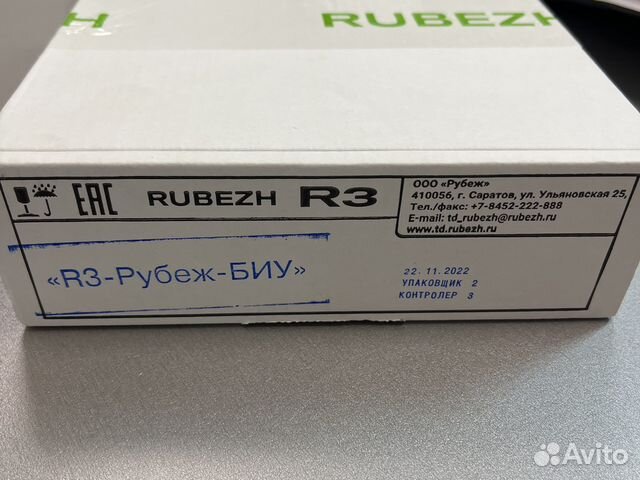 H RUBEZH
EAC RUBEZH R3
ООО «Рубеж»
410056, г. Саратов, ул. Ульяновская 25,
Тел./факс: +7-8452-222-888
E-mail: td_rubezh@rubezh.ru
www.td.rubezh.ru
«R3-Рубеж-БИУ»
22.11.2022
УПАКОВЩИК 2
КОНТРОЛЕР 3
Avito